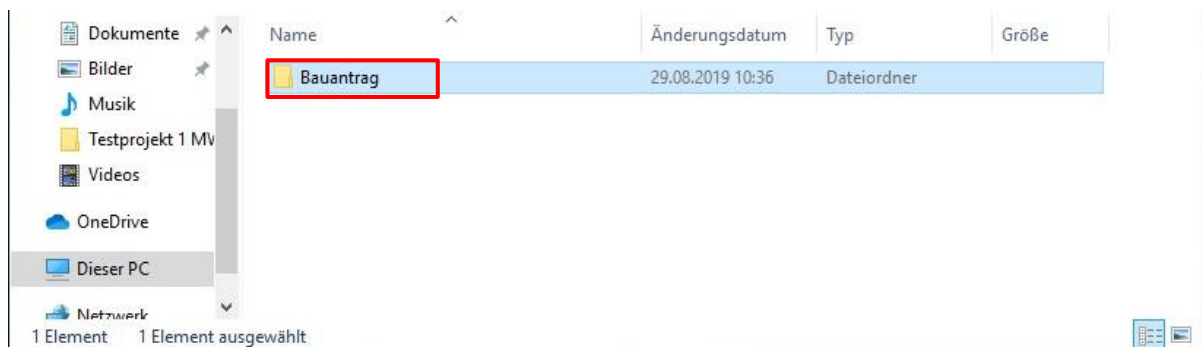 Dokumente
Bilder
Musik
Testprojekt 1 MV
Videos
OneDrive
Dieser PC
Netzwerk
Name Änderungsdatum Typ Größe
Bauantrag 29.08.2019 10:36 Dateiordner
1 Element 1 Element ausgewählt